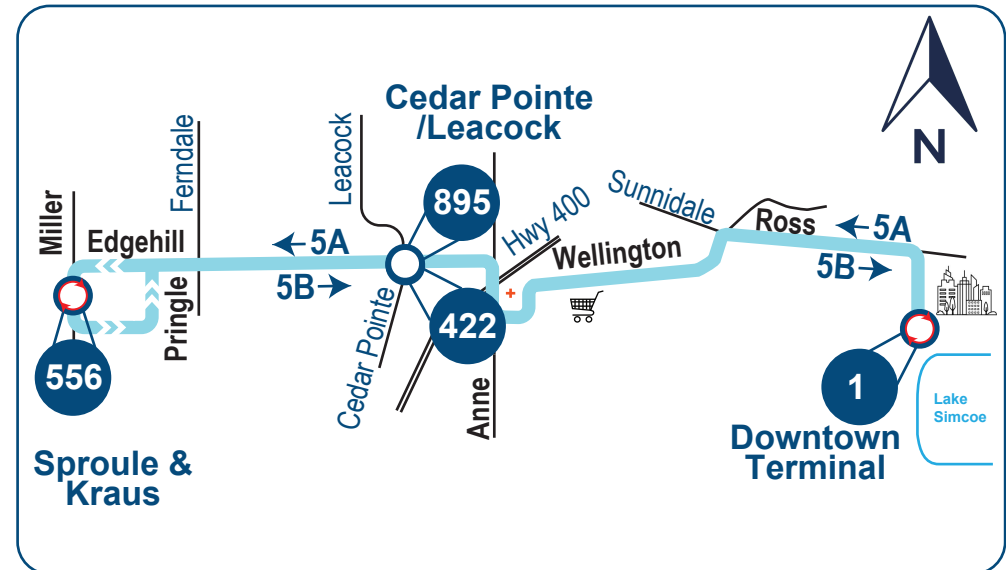 Cedar Pointe
/Leacock
N
Miller
Edgehill
Ferndale
Pringle
Leacock
895
Hwy 400
Wellington
Sunnidale
Ross
5A
5B
5A
5B
Cedar Pointe
422
Anne
556
Sproule &
Kraus
1
Downtown
Terminal
Lake
Simcoe